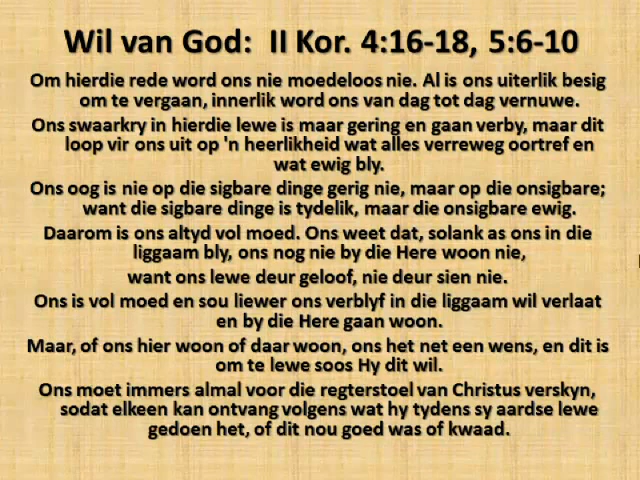 Wil van God:  II Kor. 4:16-18, 5:6-10
Om hierdie rede word ons nie moedeloos nie. Al is ons uiterlik besig
om te vergaan, innerlik word ons van dag tot dag vernuwe.
Ons swaarkry in hierdie lewe is maar gering en gaan verby, maar dit
loop vir ons uit op 'n heerlikheid wat alles verreweg oortref en
wat ewig bly.
Ons oog is nie op die sigbare dinge gerig nie, maar op die onsigbare;
want die sigbare dinge is tydelik, maar die onsigbare ewig.
Daarom is ons altyd vol moed. Ons weet dat, solank as ons in die
liggaam bly, ons nog nie by die Here woon nie,
want ons lewe deur geloof, nie deur sien nie.
Ons is vol moed en sou liewer ons verblyf in die liggaam wil verlaat
en by die Here gaan woon.
Maar, of ons hier woon of daar woon, ons het net een wens, en dit is
om te lewe soos Hy dit wil.
Ons moet immers almal voor die regterstoel van Christus verskyn,
sodat elkeen kan ontvang volgens wat hy tydens sy aardse lewe
gedoen het, of dit nou goed was of kwaad.